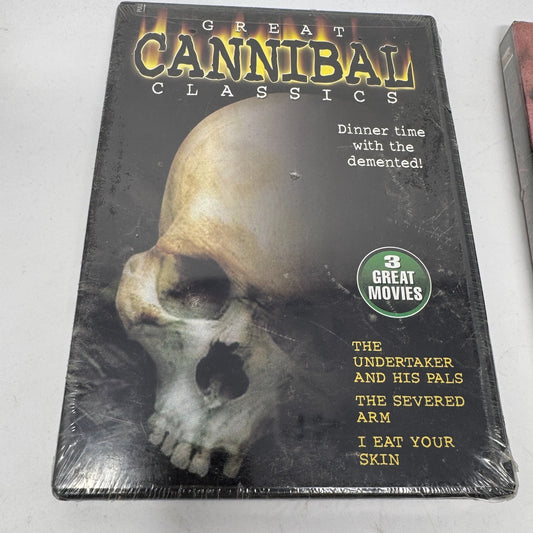 GREAT
CANNIBAL
CLASSICS
Dinner time
with the
demented!
3
GREAT
MOVIES
THE
UNDERTAKER
AND HIS PALS
THE SEVERED
ARM
I EAT YOUR
SKIN